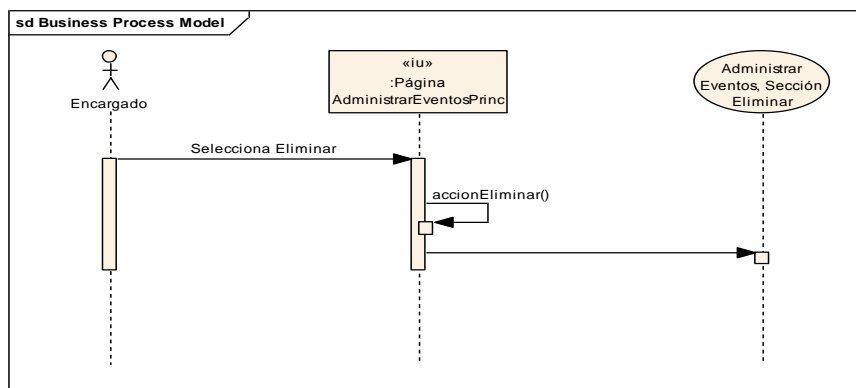 sd Business Process Model
Encargado
«iu»
:Página
AdministrarEventosPrinc
Administrar
Eventos, Sección
Eliminar
Selecciona Eliminar
accionEliminar()